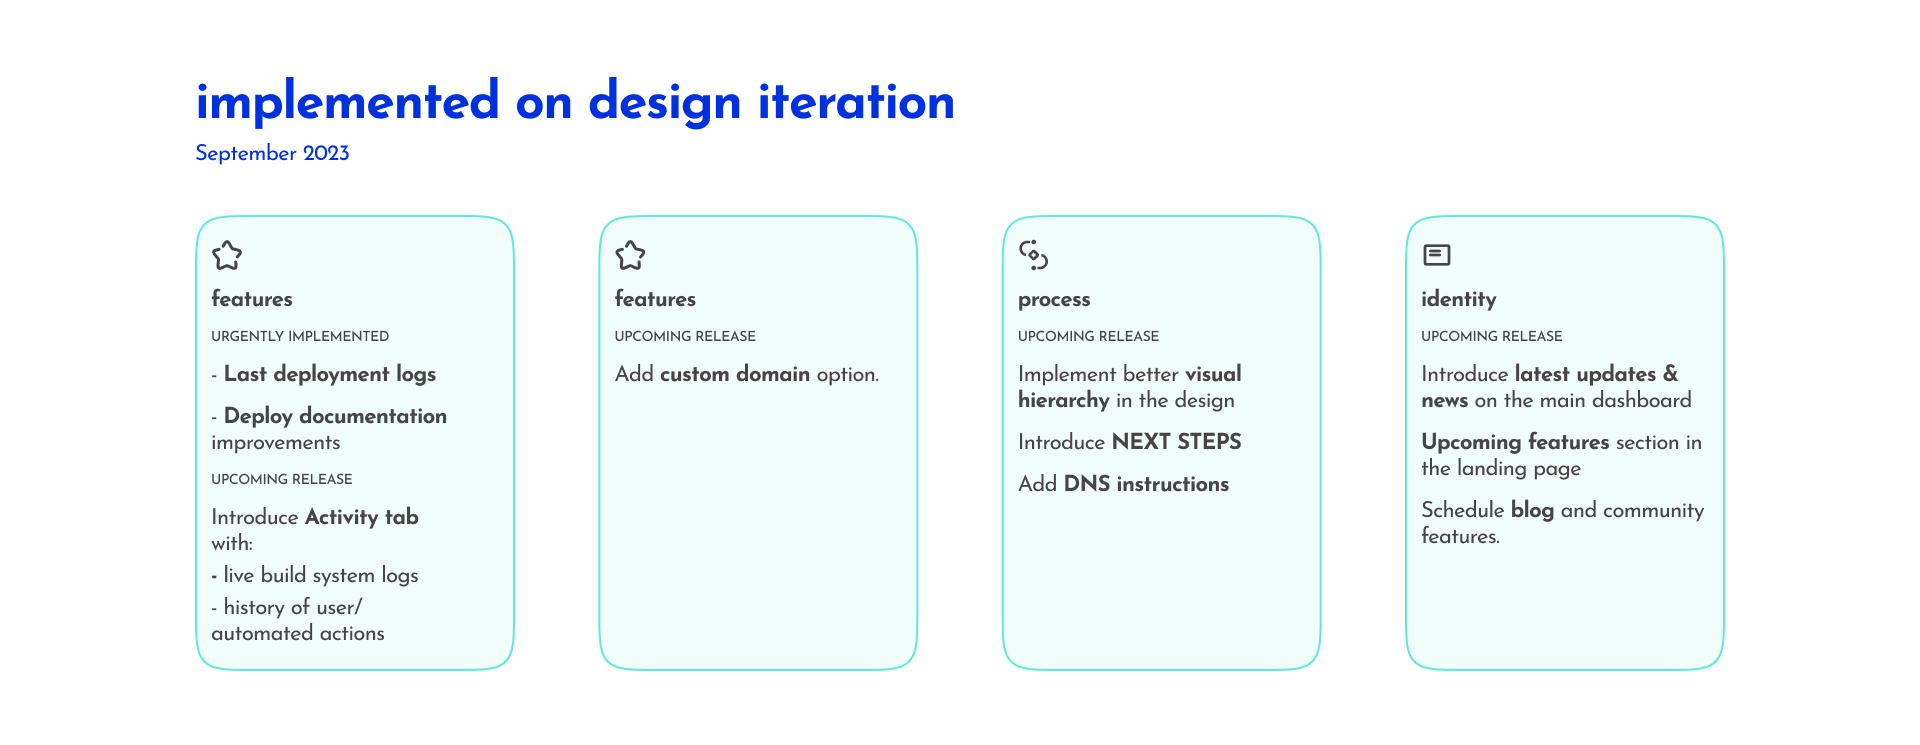 implemented on design iteration
September 2023
features
URGENTLY IMPLEMENTED
- Last deployment logs
- Deploy documentation
improvements
UPCOMING RELEASE
Introduce Activity tab
with:
- live build system logs
- history of user/
automated actions
features
UPCOMING RELEASE
Add custom domain option.
process
UPCOMING RELEASE
Implement better visual
hierarchy in the design
Introduce NEXT STEPS
Add DNS instructions
identity
UPCOMING RELEASE
Introduce latest updates &
news on the main dashboard
Upcoming features section in
the landing page
Schedule blog and community
features.